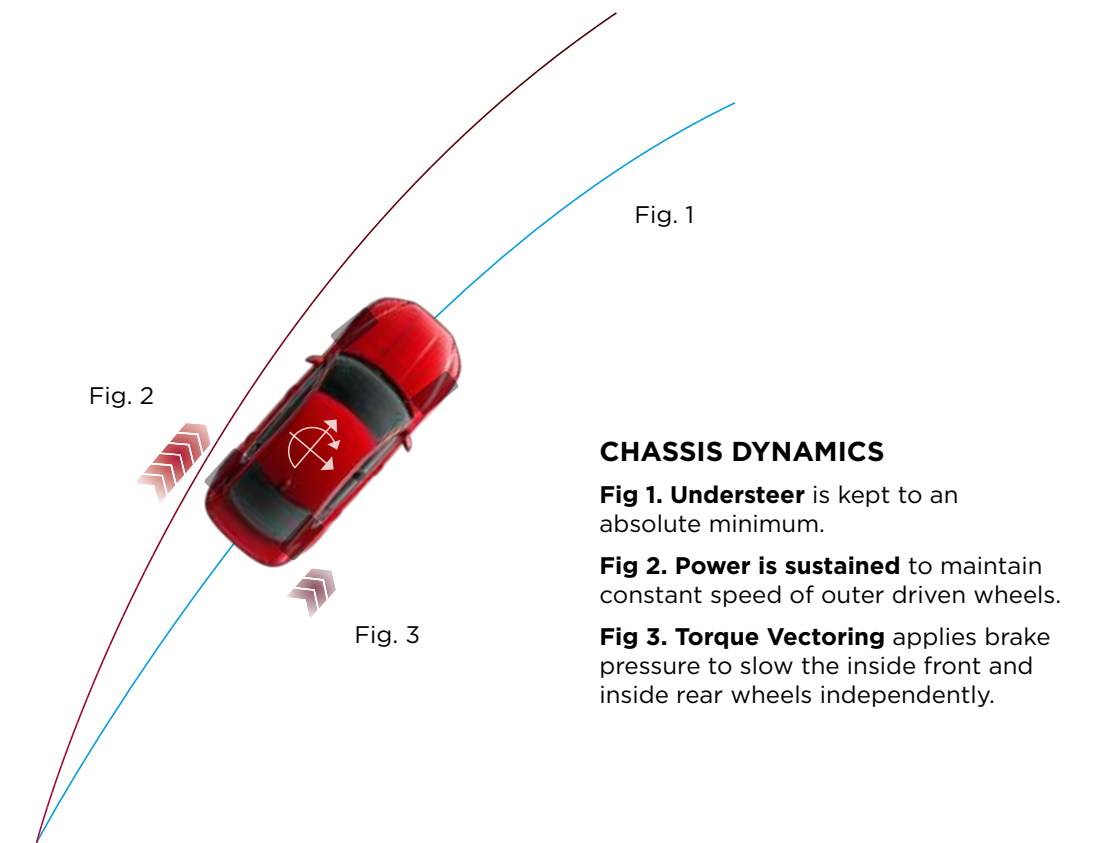 Fig. 1
Fig. 2
Fig. 3
CHASSIS DYNAMICS
Fig 1. Understeer is kept to an
absolute minimum.
Fig 2. Power is sustained to maintain
constant speed of outer driven wheels.
Fig 3. Torque Vectoring applies brake
pressure to slow the inside front and
inside rear wheels independently.